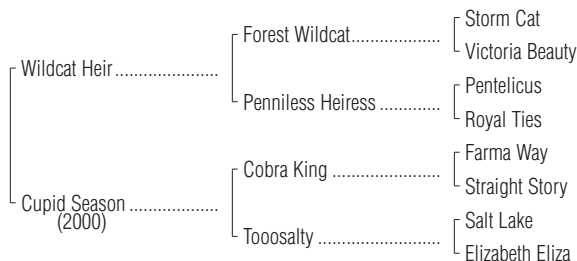 Storm Cat
Forest Wildcat....................
Victoria Beauty
Wildcat Heir.......................
Pentelicus
Penniless Heiress ...............
Royal Ties
Farma Way
Cobra King ........................
Straight Story
Cupid Season ....................
(2000)
Salt Lake
Tooosalty...........................
Elizabeth Eliza